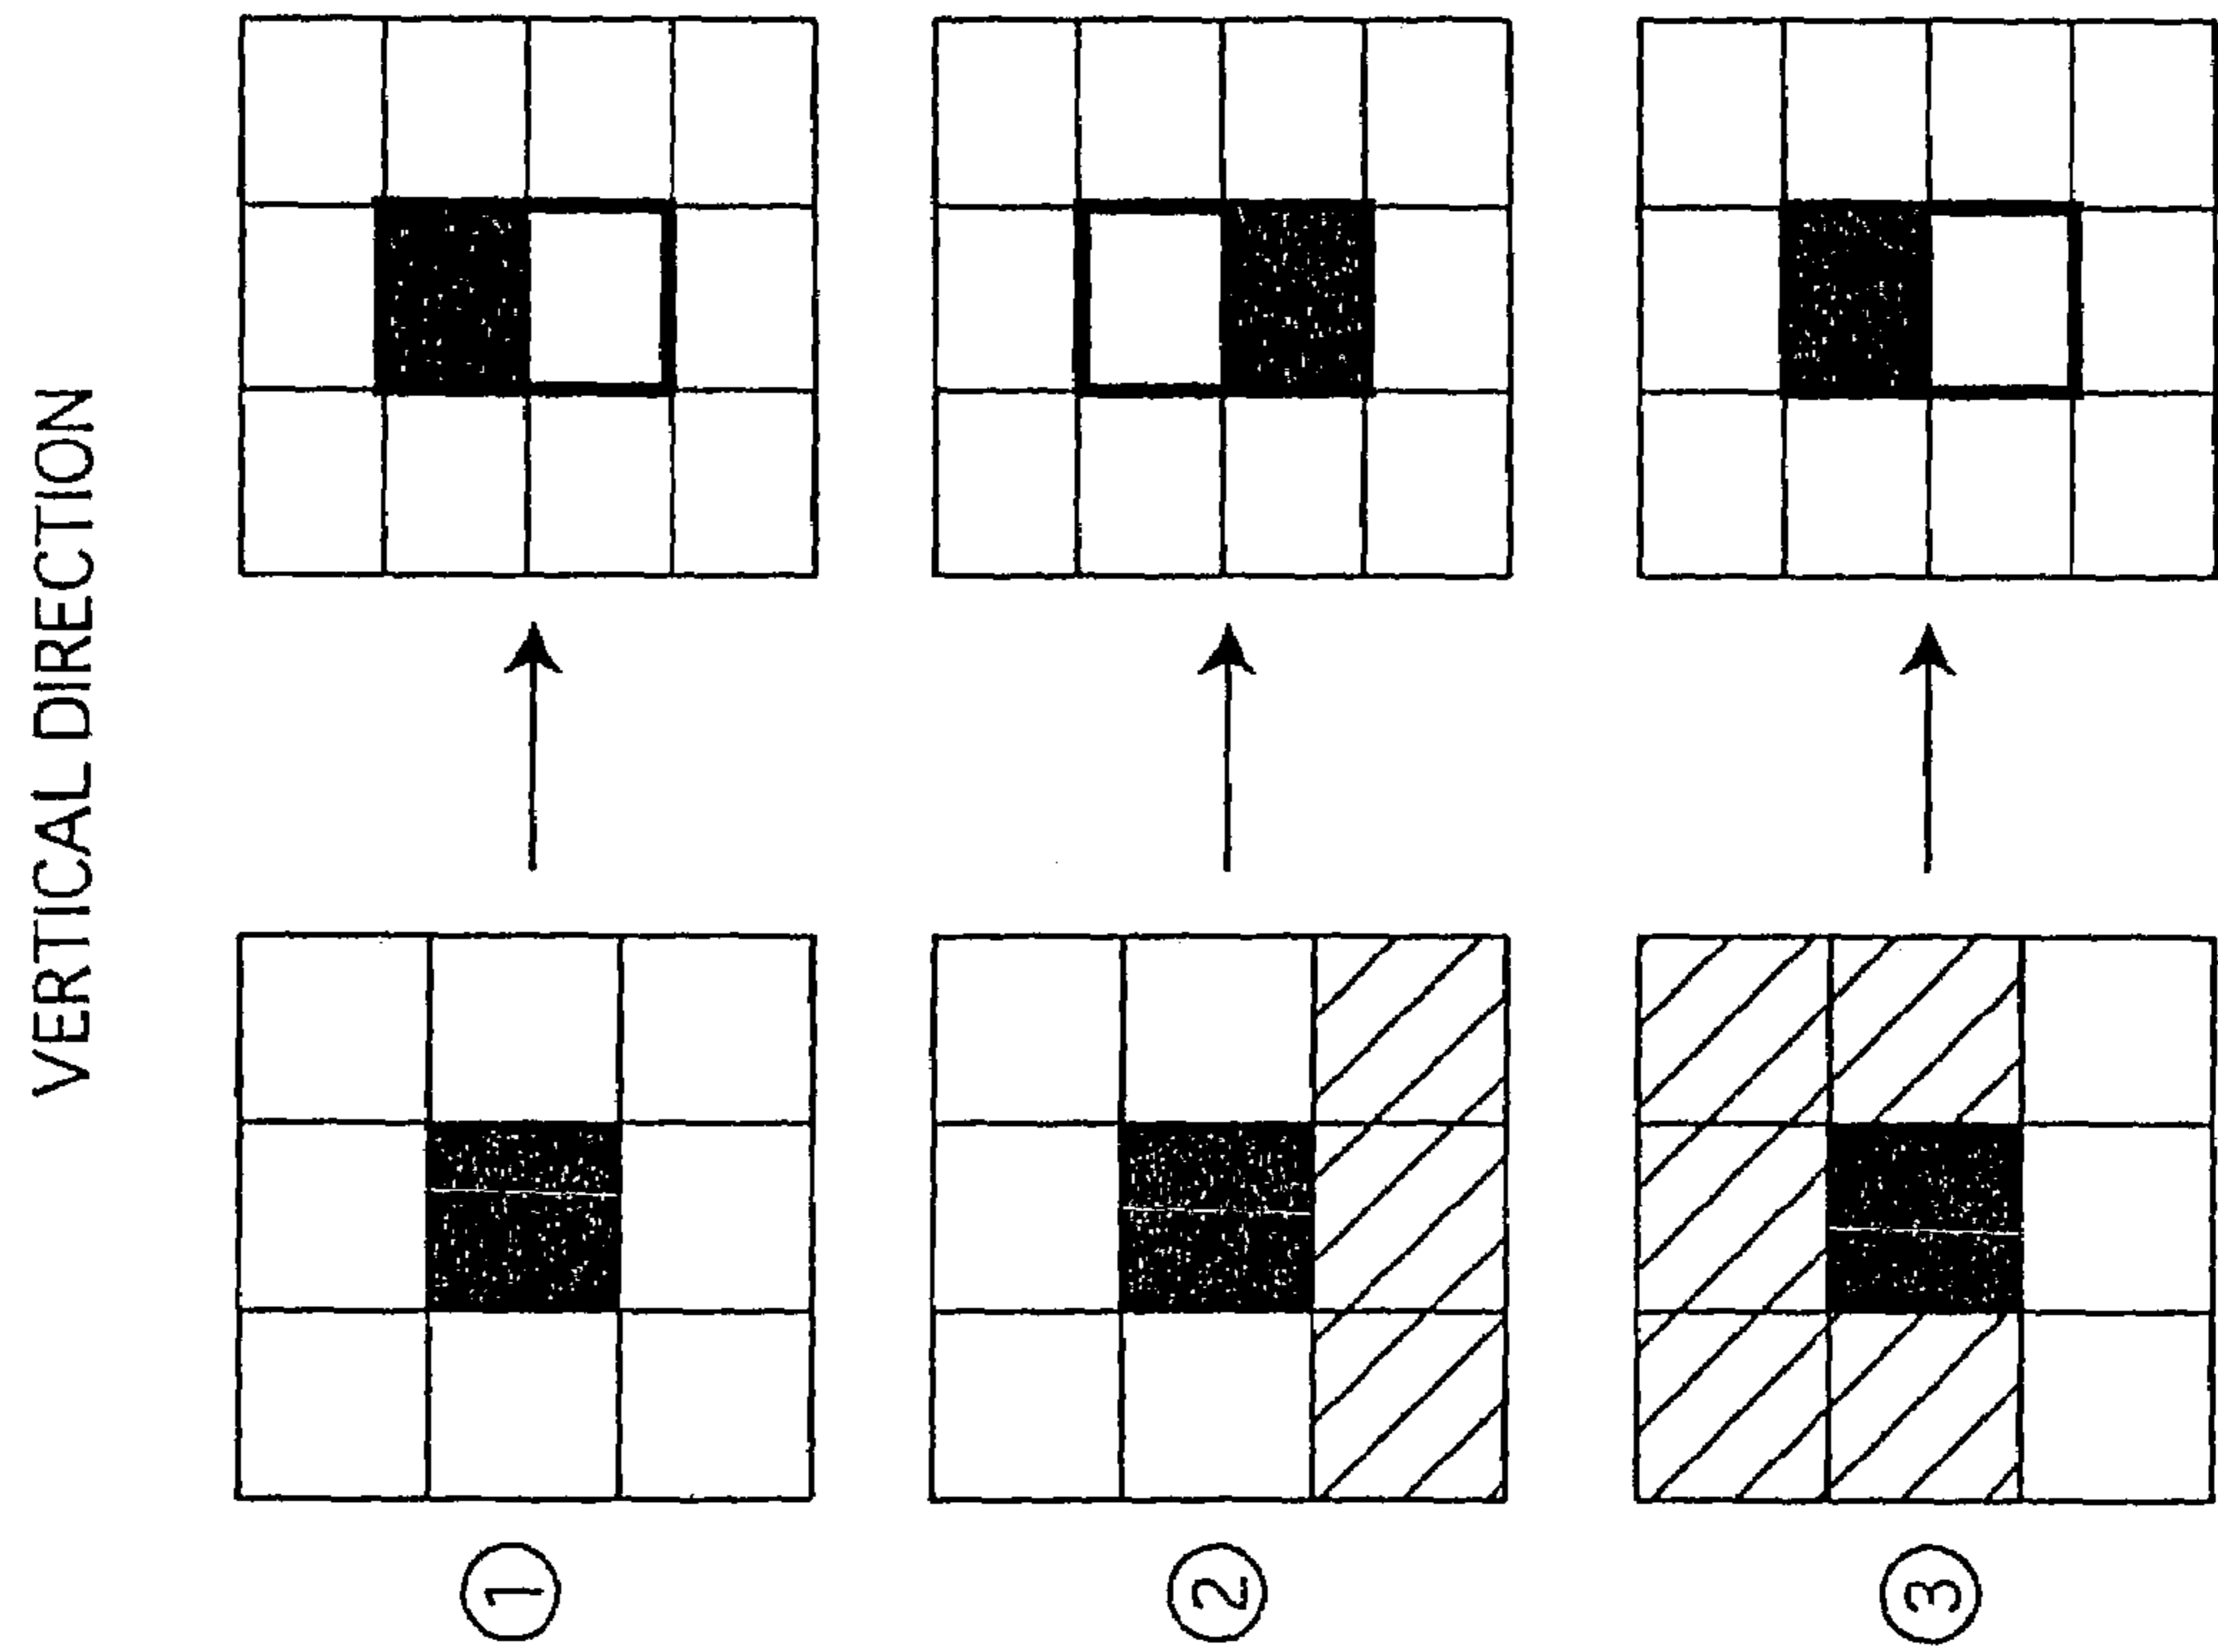 VERTICAL DIRECTION
①
②
③